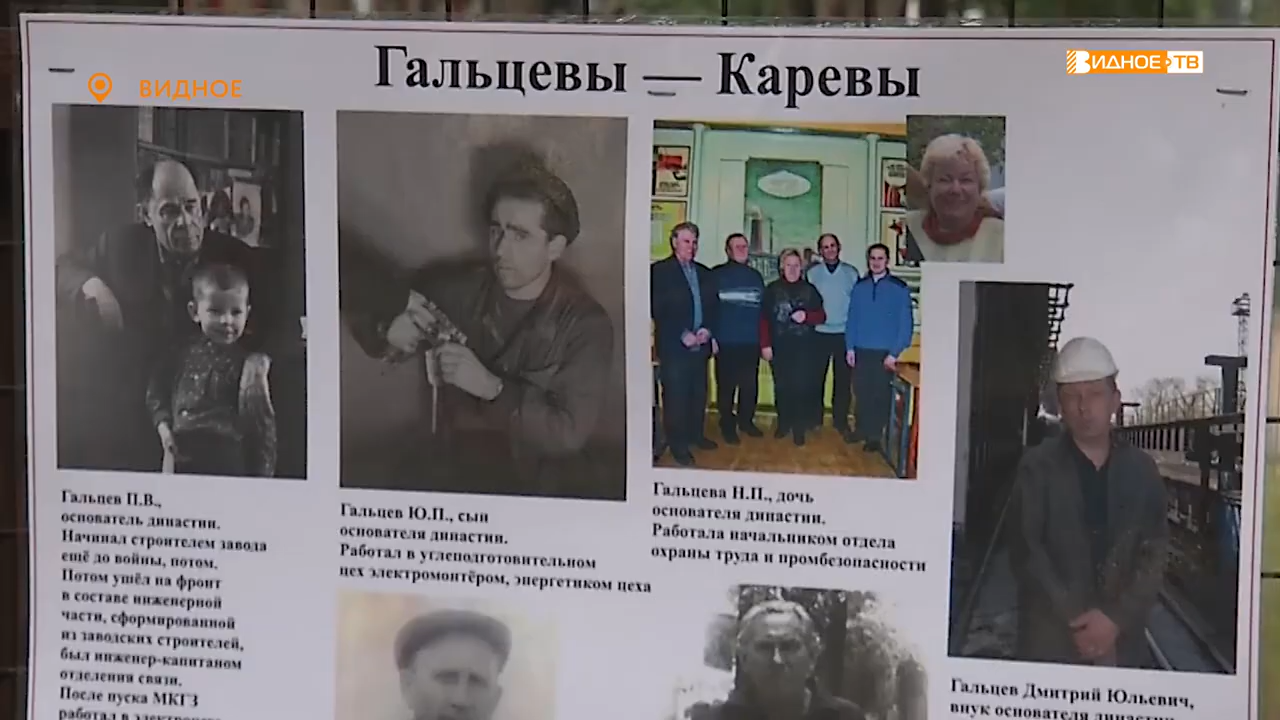 Гальцевы — Каревы
ВИДНОЕ
ВИДНОЕ ТВ
Гальцев П.В.,
основатель династии.
Начинал строителем завода
ещё до войны, потом.
Потом ушёл на фронт
в составе инженерной
части, сформированной
из заводских строителей,
был инженер-капитаном
отделения связи.
После пуска МКГЗ
работал в
Гальцев Ю.П., сын
основателя династии.
Работал в углеподготовительном
цех электромонтёром, энергетиком цеха
Гальцева Н.П., дочь
основателя династии.
Работала начальником отдела
охраны труда и промбезопасности
Гальцев Дмитрий Юльевич,
внук основателя династии